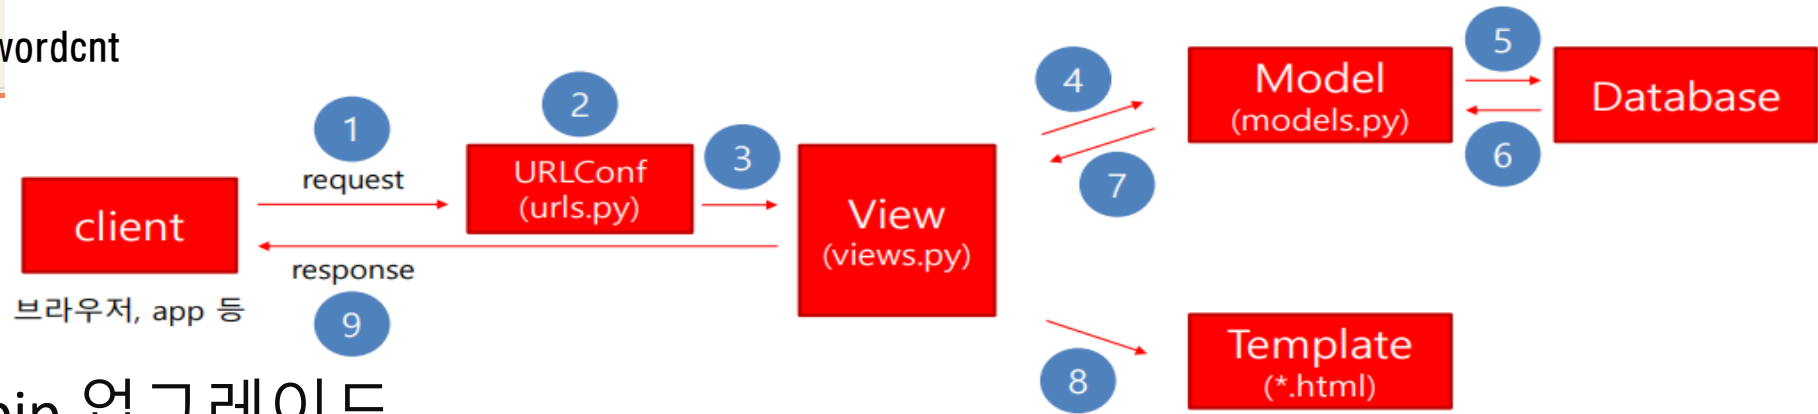 wordcnt
1
request
2
URLConf
(urls.py)
3
client
브라우저, app 등
response
9
View
(views.py)
4
7
Model
(models.py)
5
6
Database
8
Template
(*.html)
pip 업그레이드